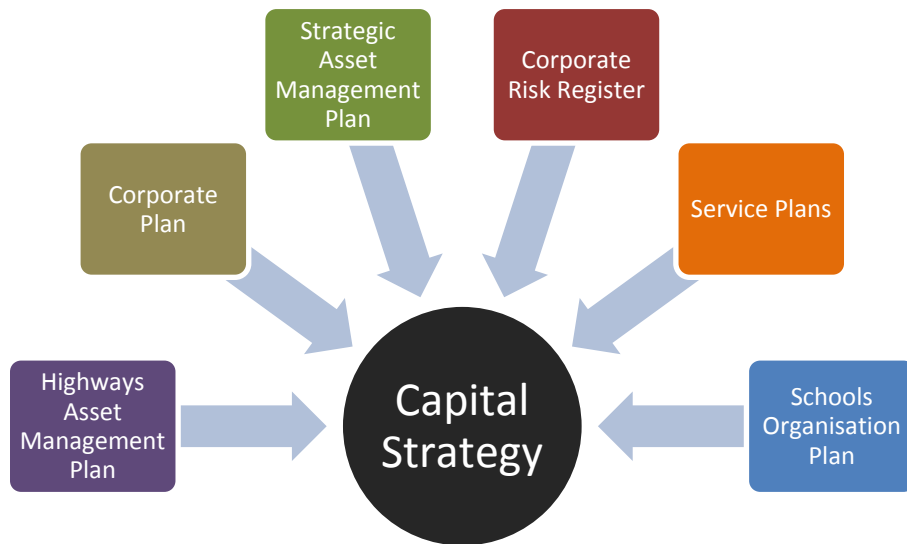 Strategic
Asset
Management
Plan
Corporate
Risk Register
Corporate
Plan
Service Plans
Highways
Asset
Management
Plan
Capital
Strategy
Schools
Organisation
Plan